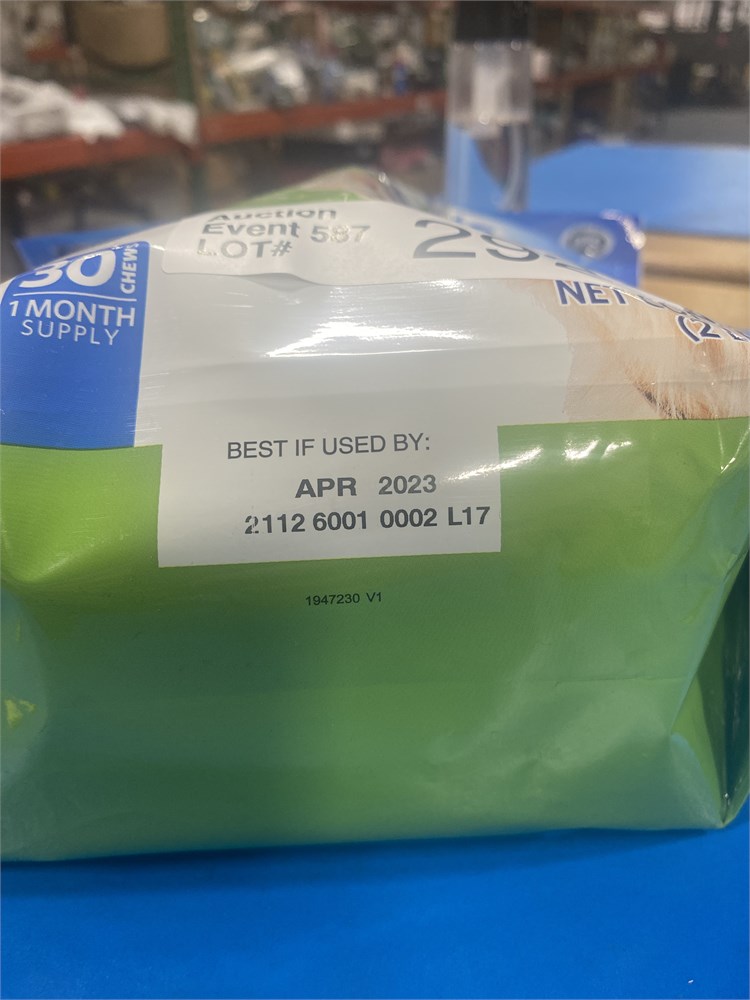 Auction
Event 587
LOT#
30
CHEWS
1 MONTH
SUPPLY
NET
(2
BEST IF USED BY:
APR 2023
2112 6001 0002 L17
1947230 V1